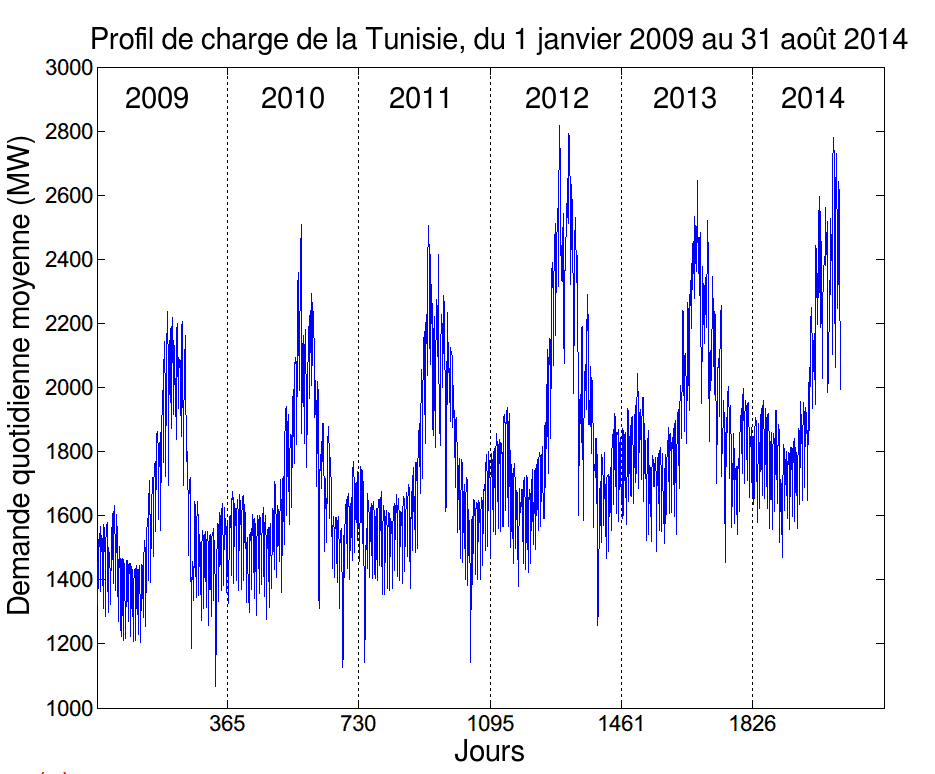 Profil de charge de la Tunisie, du 1 janvier 2009 au 31 août 2014
3000
2009 2010 2011 2012 2013 2014
2800
2600
2400
2200
2000
1800
1600
1400
1200
1000
Demande quotidienne moyenne (MW)
365 730 1095 1461 1826
Jours